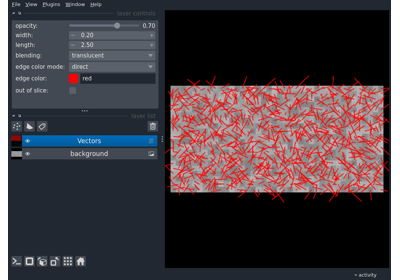 File View Plugins Window Help
layer controls
opacity: 0.70
width: 0.20
length: 2.50
blending: translucent
edge color mode: direct
edge color: red
out of slice:
layer list
Vectors
background
activity